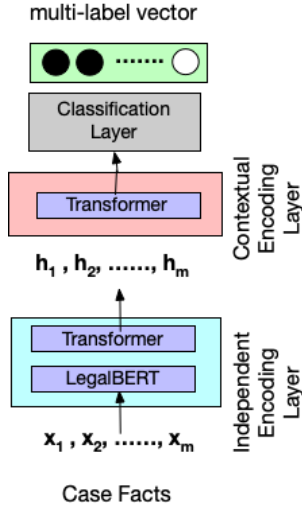 multi-label vector
Classification
Layer
Transformer
Contextual
Encoding
Layer
h1 , h2, ......, hm
Transformer
LegalBERT
Independent
Encoding
Layer
x1 , x2, ......, xm
Case Facts